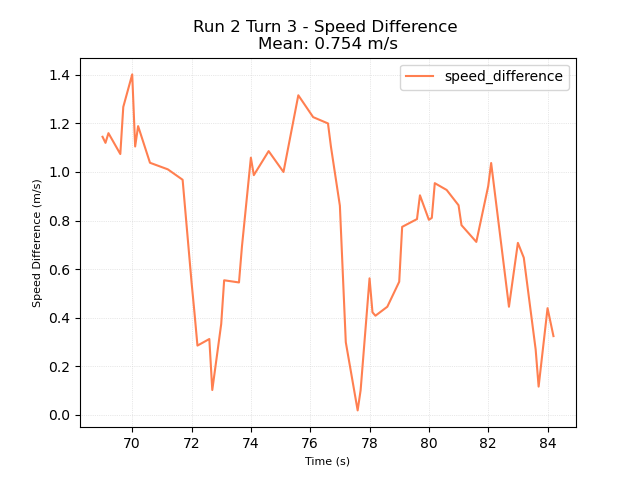 Run 2 Turn 3 - Speed Difference
Mean: 0.754 m/s
speed_difference
Speed Difference (m/s)
1.4
1.2
1.0
0.8
0.6
0.4
0.2
0.0
70 72 74 76 78 80 82 84
Time (s)